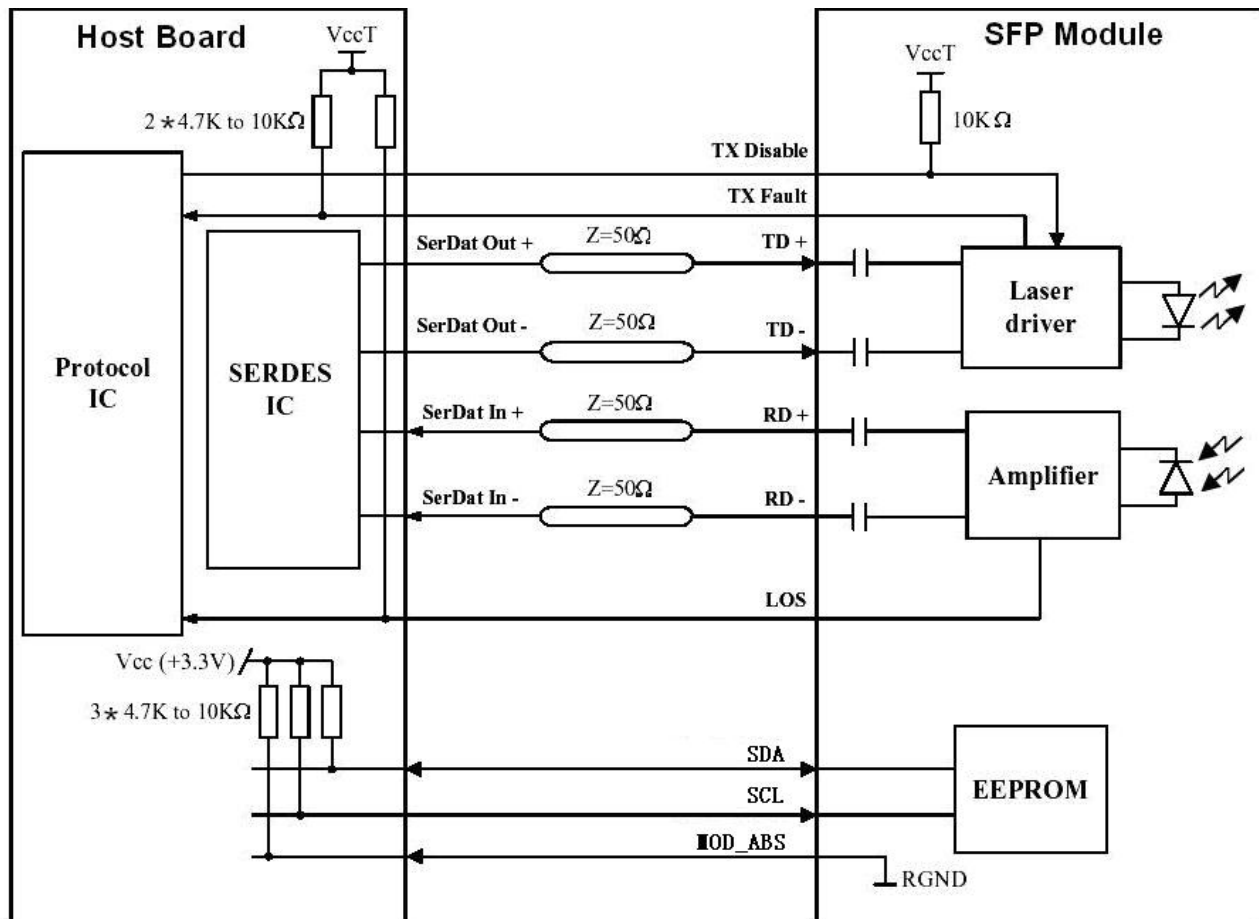 Host Board
SFP Module
VccT
VccT
2*4.7K to 10KΩ
10KΩ
TX Disable
TX Fault
SerDat Out +
Z=50Ω
TD +
Laser
driver
SerDat Out -
Z=50Ω
TD -
Protocol
IC
SERDES
IC
SerDat In +
Z=50Ω
RD +
Amplifier
SerDat In -
Z=50Ω
RD -
LOS
Vcc (+3.3V)
3*4.7K to 10KΩ
SDA
SCL
EEPROM
MOD_ABS
RGND